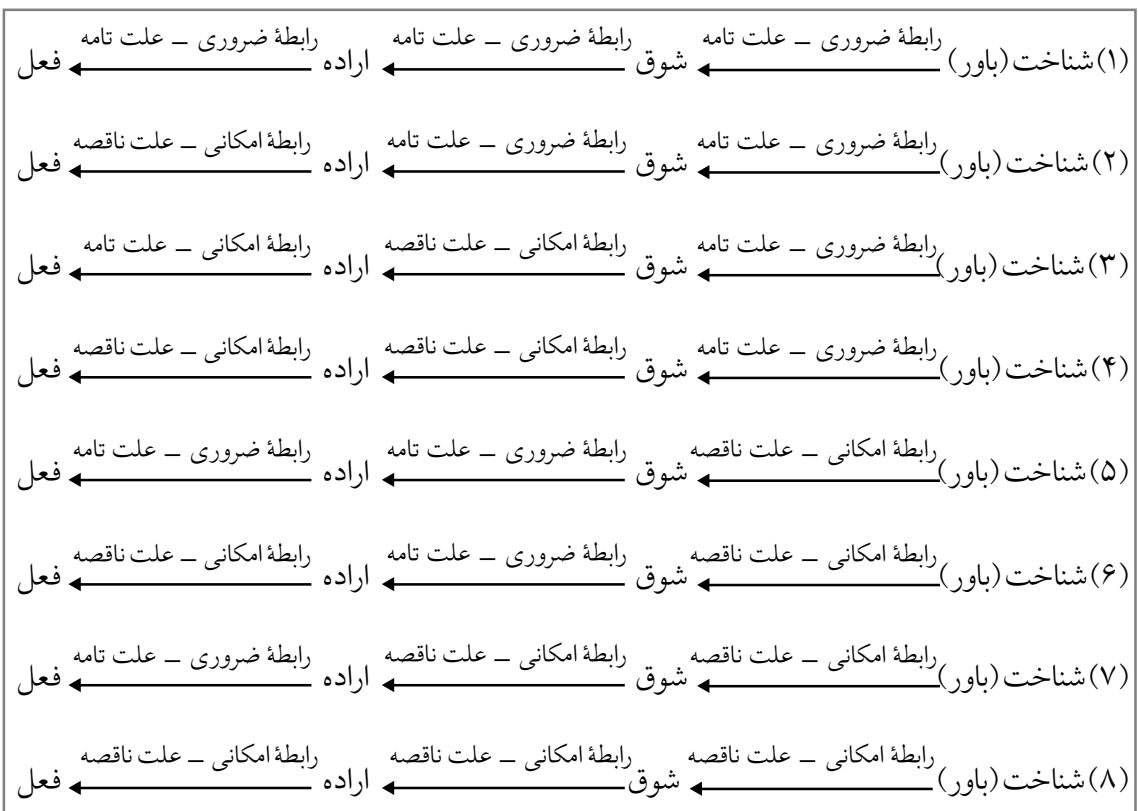 رابطهٔ ضروری ـ علت تامه رابطهٔ ضروری ـ علت تامه رابطهٔ ضروری ـ علت تامه
(۱) شناخت (باور) شوق اراده فعل
رابطهٔ ضروری ـ علت تامه رابطهٔ ضروری ـ علت تامه رابطهٔ امکانی ـ علت ناقصه
(۲) شناخت (باور) شوق اراده فعل
رابطهٔ ضروری ـ علت تامه رابطهٔ امکانی ـ علت ناقصه رابطهٔ امکانی ـ علت تامه
(۳) شناخت (باور) شوق اراده فعل
رابطهٔ ضروری ـ علت تامه رابطهٔ امکانی ـ علت ناقصه رابطهٔ امکانی ـ علت ناقصه
(۴) شناخت (باور) شوق اراده فعل
رابطهٔ امکانی ـ علت ناقصه رابطهٔ ضروری ـ علت تامه رابطهٔ ضروری ـ علت تامه
(۵) شناخت (باور) شوق اراده فعل
رابطهٔ امکانی ـ علت ناقصه رابطهٔ ضروری ـ علت تامه رابطهٔ امکانی ـ علت ناقصه
(۶) شناخت (باور) شوق اراده فعل
رابطهٔ امکانی ـ علت ناقصه رابطهٔ امکانی ـ علت ناقصه رابطهٔ ضروری ـ علت تامه
(۷) شناخت (باور) شوق اراده فعل
رابطهٔ امکانی ـ علت ناقصه رابطهٔ امکانی ـ علت ناقصه رابطهٔ امکانی ـ علت ناقصه
(۸) شناخت (باور) شوق اراده فعل